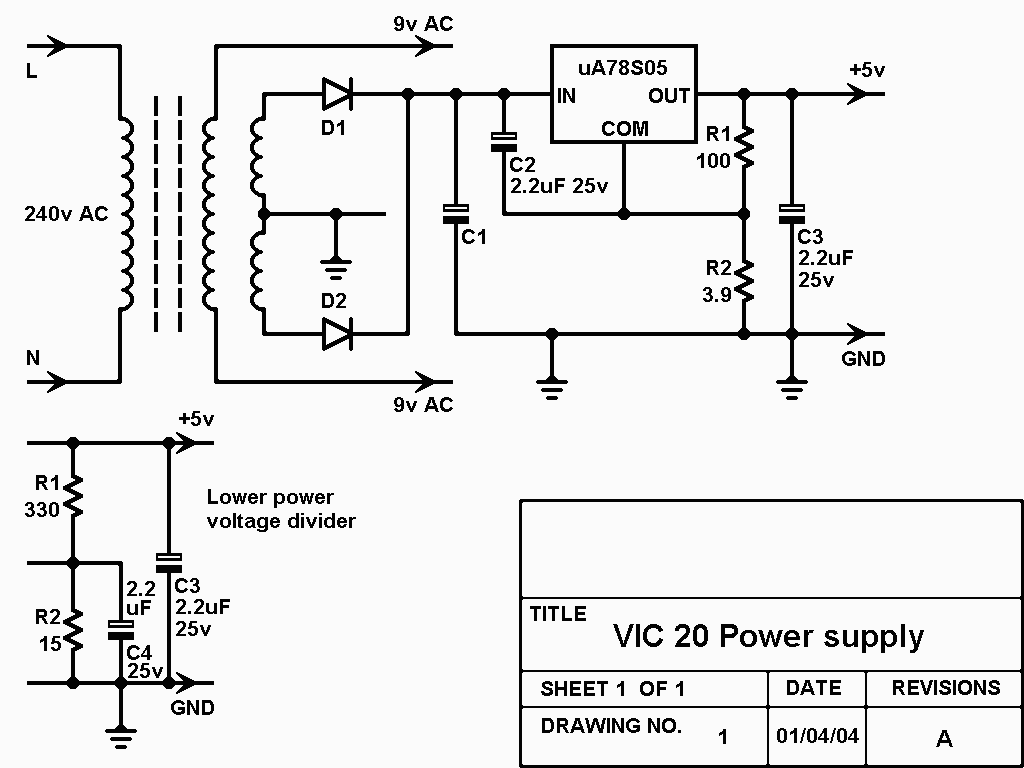 9v AC
L
240v AC
N
D1
D2
9v AC
uA78S05
IN
OUT
COM
+5v
C2
2.2uF 25v
C1
R1
100
R2
3.9
C3
2.2uF
25v
GND
+5v
R1
330
Lower power
voltage divider
2.2
uF
C3
2.2uF
25v
R2
15
C4
25v
GND
TITLE
VIC 20 Power supply
SHEET 1 OF 1
DATE
REVISIONS
DRAWING NO. 1
01/04/04
A